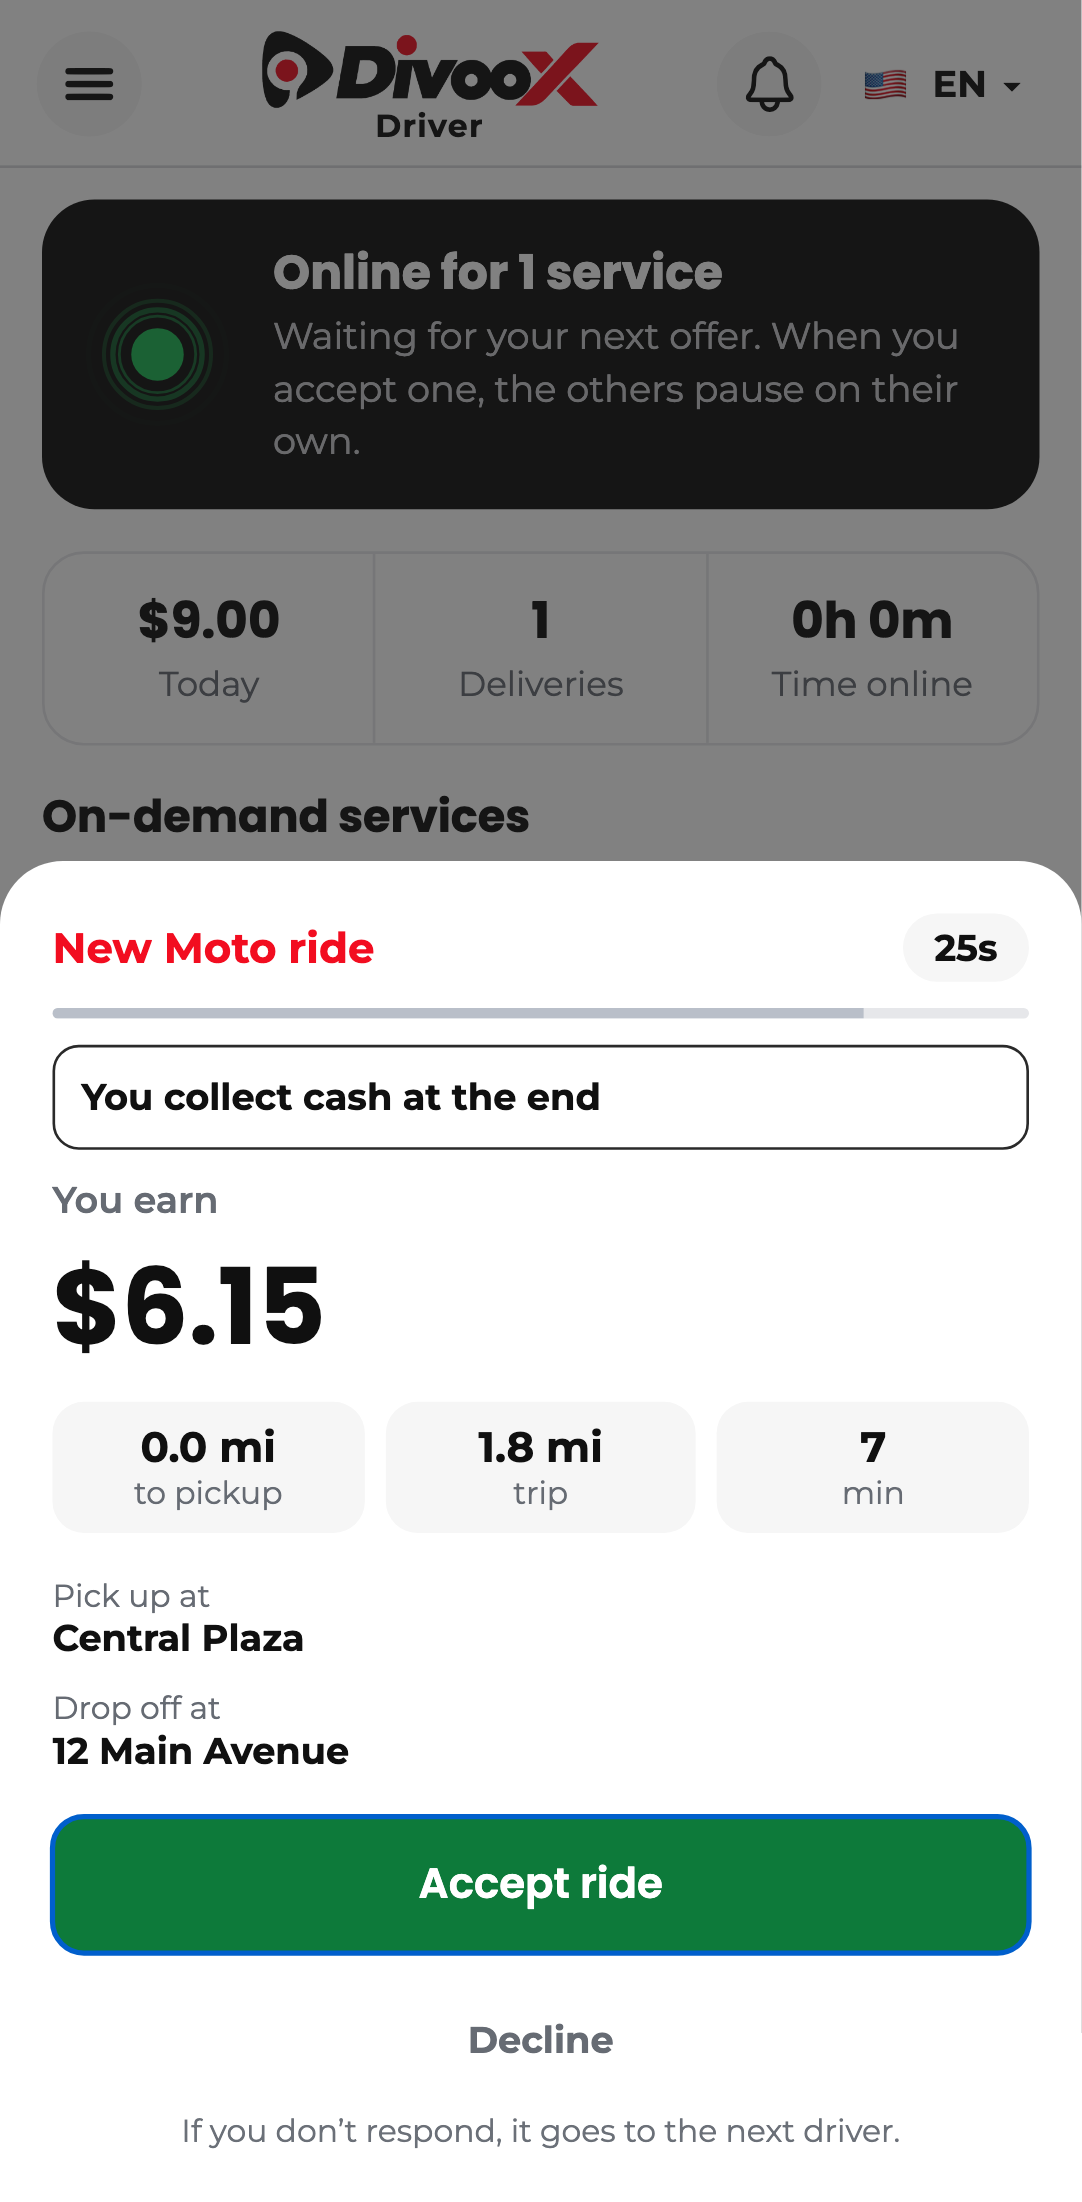 DivooX
Driver
EN
Online for 1 service
Waiting for your next offer. When you
accept one, the others pause on their
own.
$9.00
Today
1
Deliveries
0h 0m
Time online
On-demand services
New Moto ride
25s
You collect cash at the end
You earn
$6.15
0.0 mi
to pickup
1.8 mi
trip
7
min
Pick up at
Central Plaza
Drop off at
12 Main Avenue
Accept ride
Decline
If you don’t respond, it goes to the next driver.